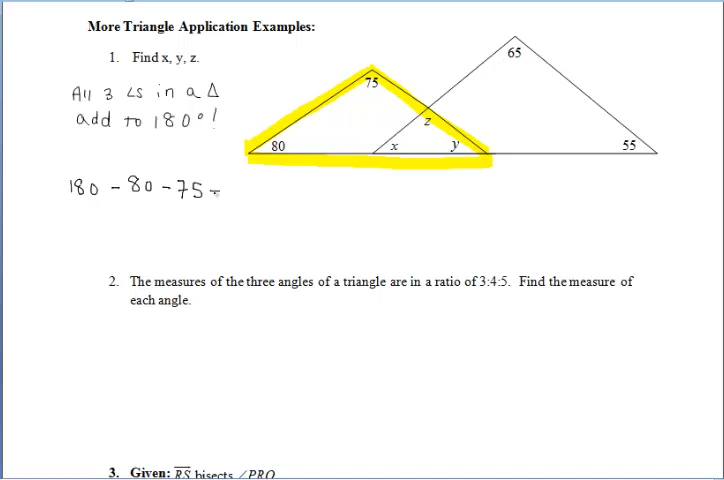 More Triangle Application Examples:
1. Find x, y, z.
65
75
All 3 ∠s in a Δ
add to 180°!
z
80
x
y
55
180 - 80 - 75 =
2. The measures of the three angles of a triangle are in a ratio of 3:4:5. Find the measure of
each angle.
3. Given: RS bisects ∠PRQ